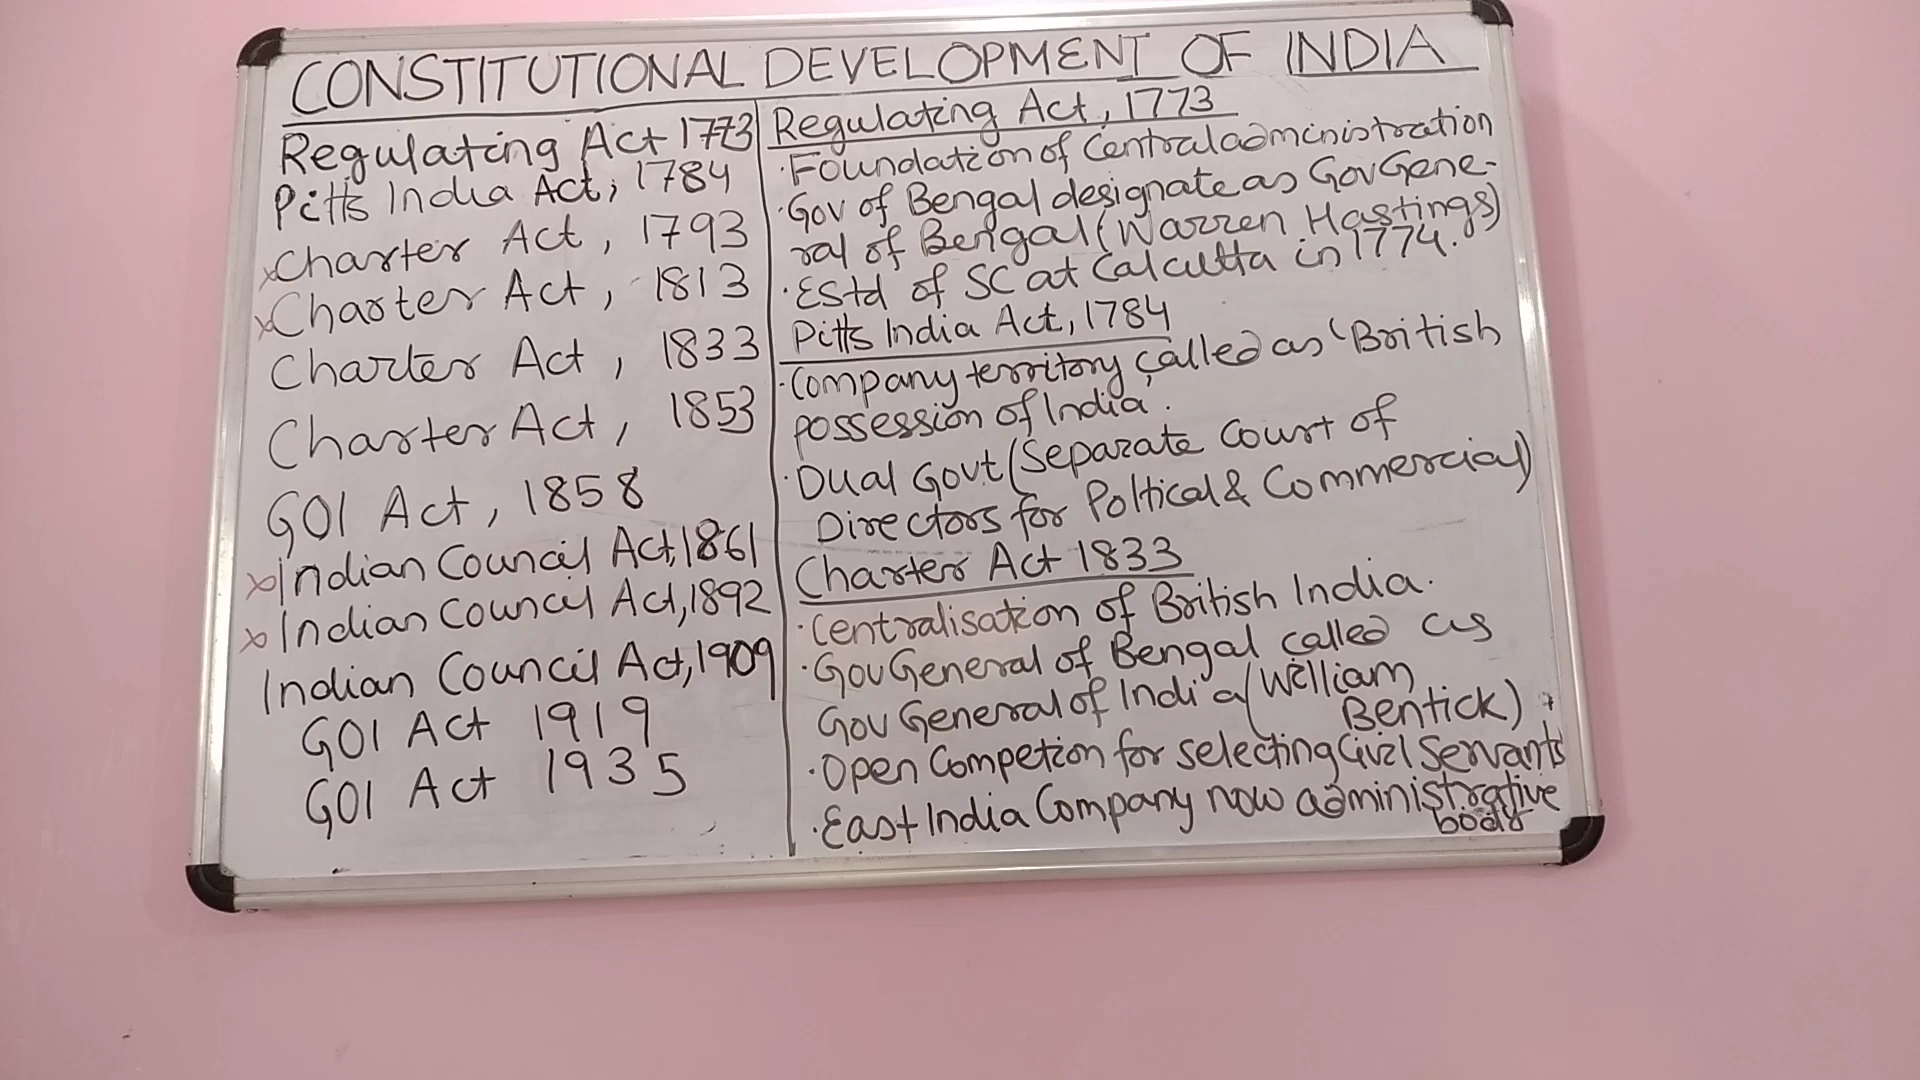 CONSTITUTIONAL DEVELOPMENT OF INDIA
Regulating Act 1773
Pitts India Act, 1784
xCharter Act, 1793
xCharter Act, 1813
Charter Act, 1833
Charter Act, 1853
GOI Act, 1858
xIndian Council Act,1861
xIndian Council Act,1892
Indian Council Act,1909
GOI Act 1919
GOI Act 1935
Regulating Act, 1773
·Foundation of Central administration
·Gov of Bengal designate as Gov Gene-
ral of Bengal (Warren Hastings)
·Estd of SC at Calcutta in 1774.
Pitts India Act, 1784
·Company territory called as 'British
possession of India.
·Dual Govt (Separate Court of
Directors for Poltical & Commercial)
Charter Act 1833
·Centralisation of British India.
·Gov General of Bengal called as
Gov General of India (William
Bentick)
·Open Competion for selecting Civil Servants
·East India Company now administrative
body